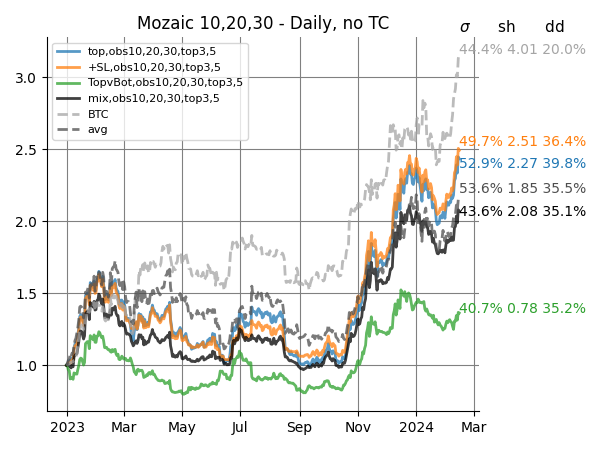 Mozaic 10,20,30 - Daily, no TC
σ sh dd
top,obs10,20,30,top3,5
+SL,obs10,20,30,top3,5
TopvBot,obs10,20,30,top3,5
mix,obs10,20,30,top3,5
BTC
avg
44.4% 4.01 20.0%
49.7% 2.51 36.4%
52.9% 2.27 39.8%
53.6% 1.85 35.5%
43.6% 2.08 35.1%
40.7% 0.78 35.2%
3.0
2.5
2.0
1.5
1.0
2023 Mar May Jul Sep Nov 2024 Mar